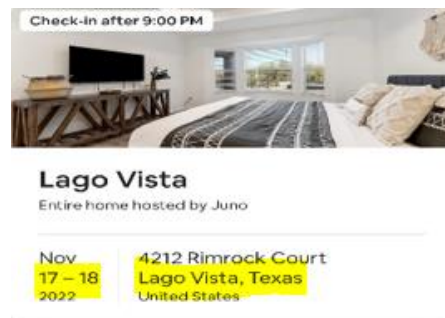 Check-in after 9:00 PM
Lago Vista
Entire home hosted by Juno
Nov
17 – 18
2022
4212 Rimrock Court
Lago Vista, Texas
United States